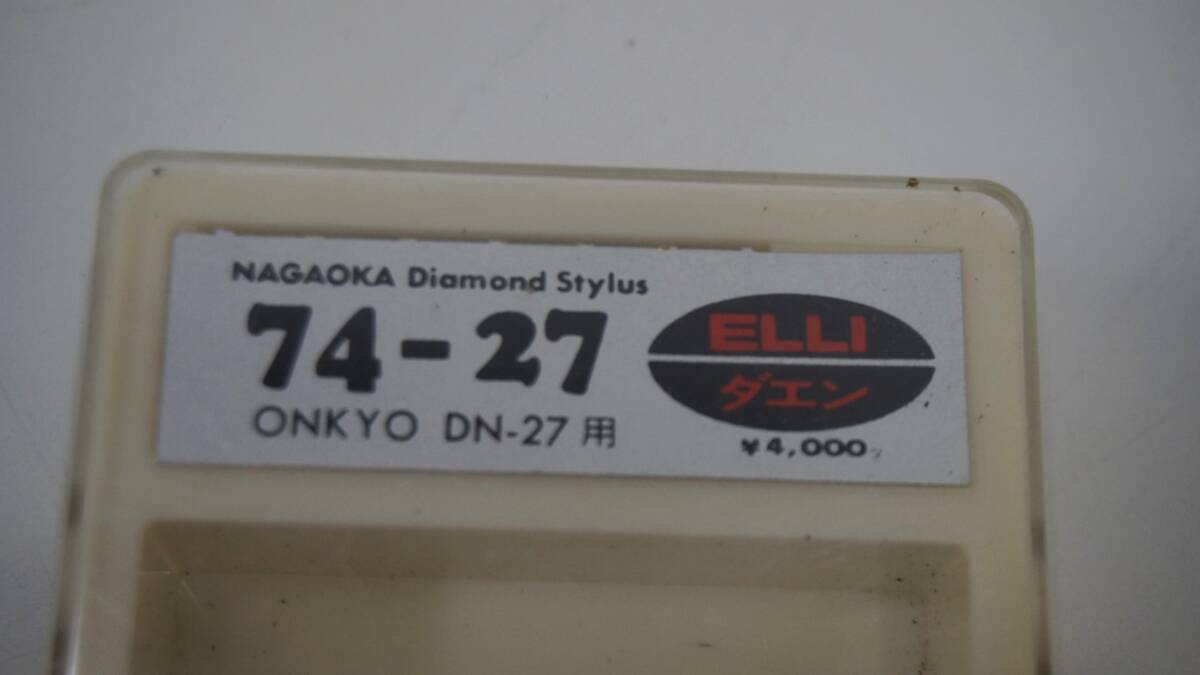 NAGAOKA Diamond Stylus
74-27
ONKYO DN-27用
ELLI
ダエン
¥4,000